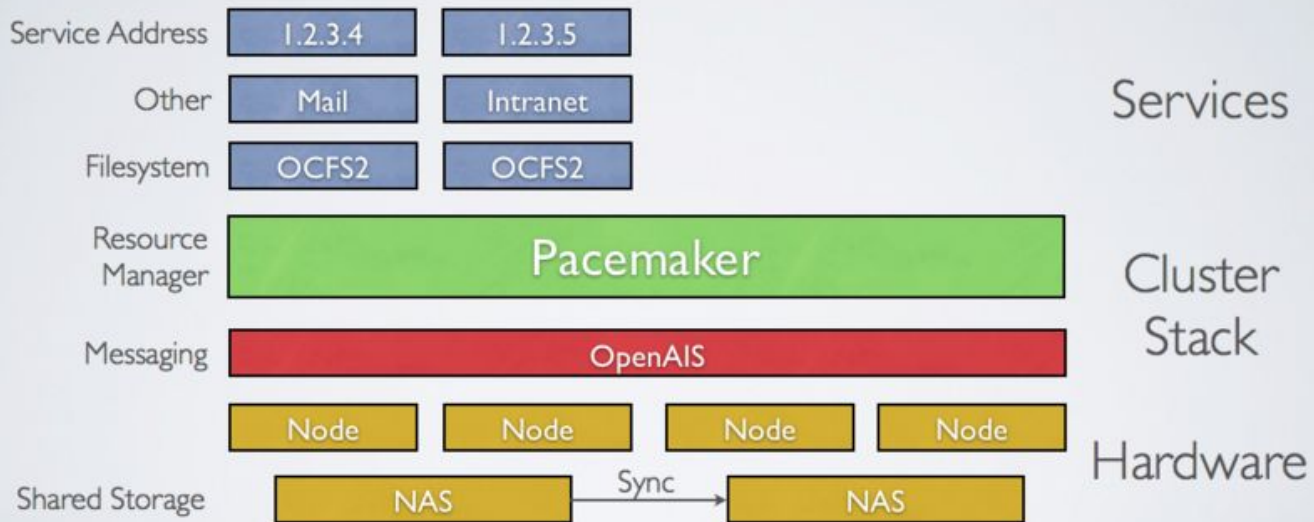 Service Address 1.2.3.4 1.2.3.5
Other Mail Intranet Services
Filesystem OCFS2 OCFS2
Resource
Manager Pacemaker
Cluster
Stack
Messaging OpenAIS
Node Node Node Node
Hardware
Shared Storage NAS Sync NAS